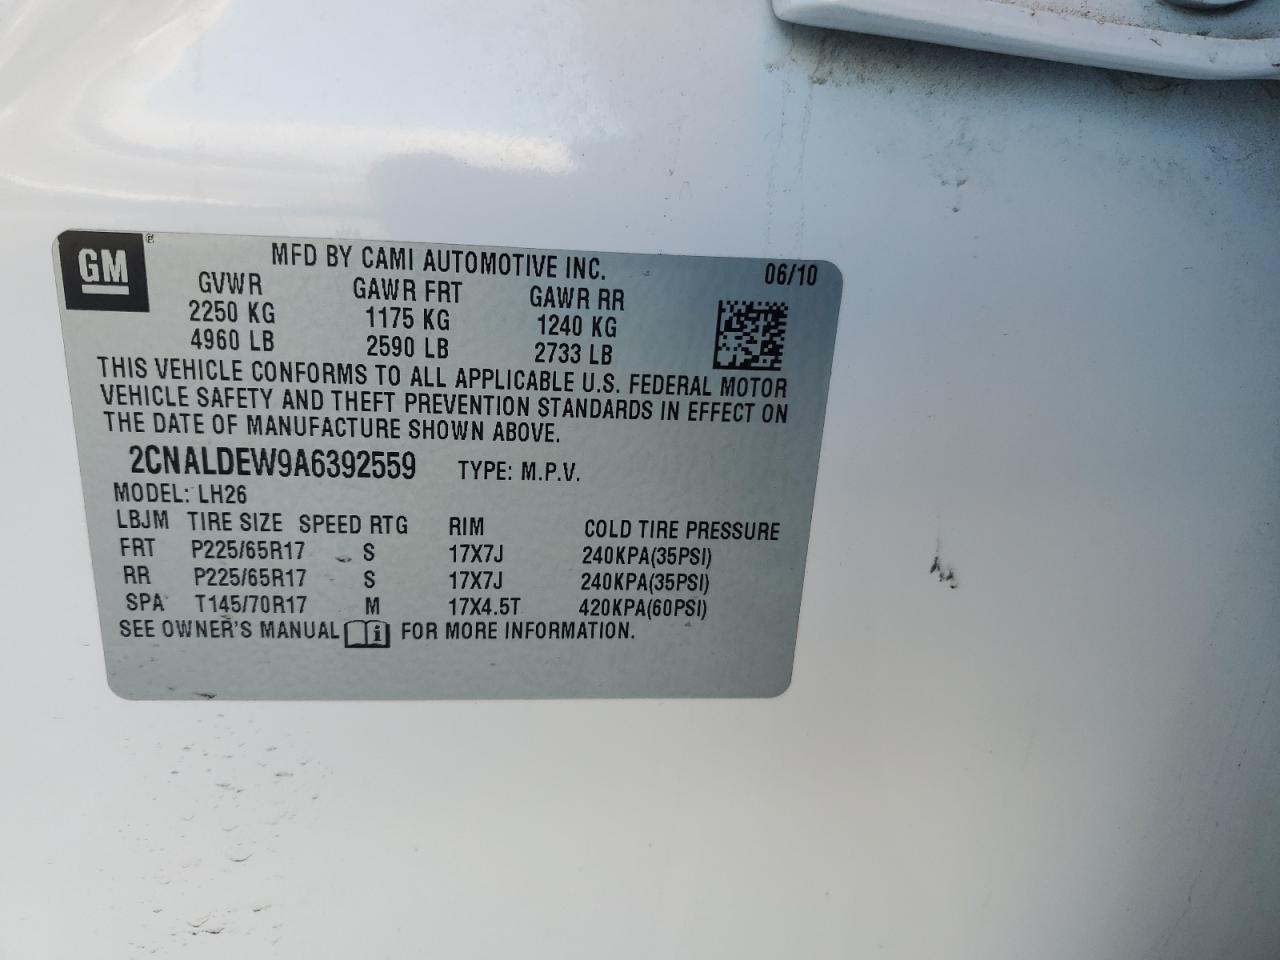 GM
MFD BY CAMI AUTOMOTIVE INC. 06/10
GVWR GAWR FRT GAWR RR
2250 KG 1175 KG 1240 KG
4960 LB 2590 LB 2733 LB
THIS VEHICLE CONFORMS TO ALL APPLICABLE U.S. FEDERAL MOTOR
VEHICLE SAFETY AND THEFT PREVENTION STANDARDS IN EFFECT ON
THE DATE OF MANUFACTURE SHOWN ABOVE.
2CNALDEW9A6392559 TYPE: M.P.V.
MODEL: LH26
LBJM TIRE SIZE SPEED RTG RIM COLD TIRE PRESSURE
FRT P225/65R17 S 17X7J 240KPA(35PSI)
RR P225/65R17 S 17X7J 240KPA(35PSI)
SPA T145/70R17 M 17X4.5T 420KPA(60PSI)
SEE OWNER'S MANUAL FOR MORE INFORMATION.